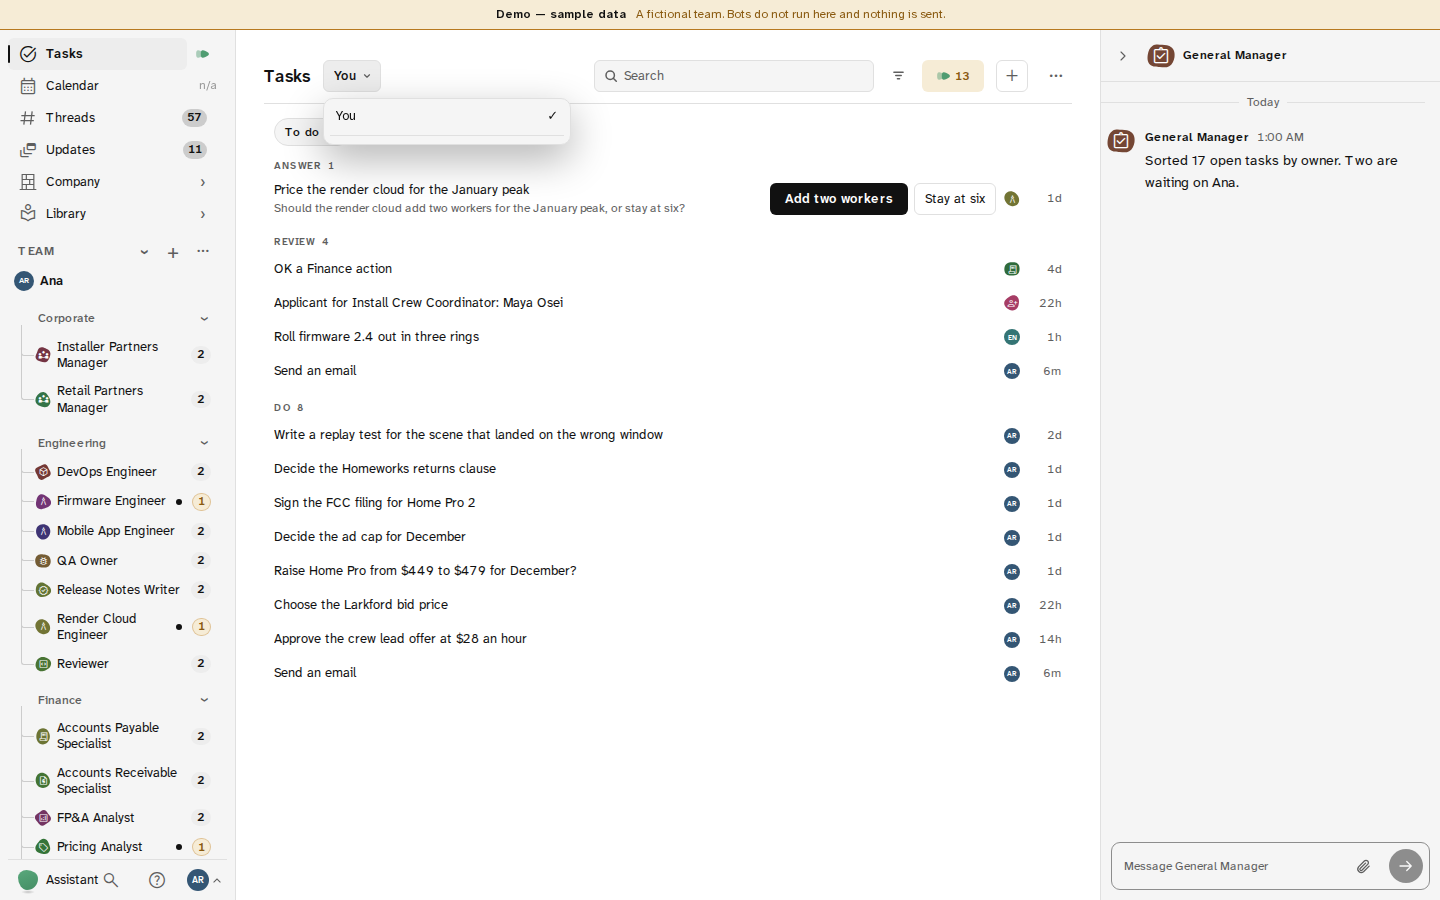 Demo — sample data A fictional team. Bots do not run here and nothing is sent.
Tasks
Calendar n/a
Threads 57
Updates 11
Company
Library
TEAM
AR Ana
Corporate
Installer Partners Manager 2
Retail Partners Manager 2
Engineering
DevOps Engineer 2
Firmware Engineer 1
Mobile App Engineer 2
QA Owner 2
Release Notes Writer 2
Render Cloud Engineer 1
Reviewer 2
Finance
Accounts Payable Specialist 2
Accounts Receivable Specialist 2
FP&A Analyst 2
Pricing Analyst 1
Assistant AR
Tasks You Search 13
You ✓
To do
ANSWER 1
Price the render cloud for the January peak
Should the render cloud add two workers for the January peak, or stay at six?
Add two workers Stay at six 1d
REVIEW 4
OK a Finance action 4d
Applicant for Install Crew Coordinator: Maya Osei 22h
Roll firmware 2.4 out in three rings EN 1h
Send an email AR 6m
DO 8
Write a replay test for the scene that landed on the wrong window AR 2d
Decide the Homeworks returns clause AR 1d
Sign the FCC filing for Home Pro 2 AR 1d
Decide the ad cap for December AR 1d
Raise Home Pro from $449 to $479 for December? AR 1d
Choose the Larkford bid price AR 22h
Approve the crew lead offer at $28 an hour AR 14h
Send an email AR 6m
General Manager
Today
General Manager 1:00 AM
Sorted 17 open tasks by owner. Two are
waiting on Ana.
Message General Manager